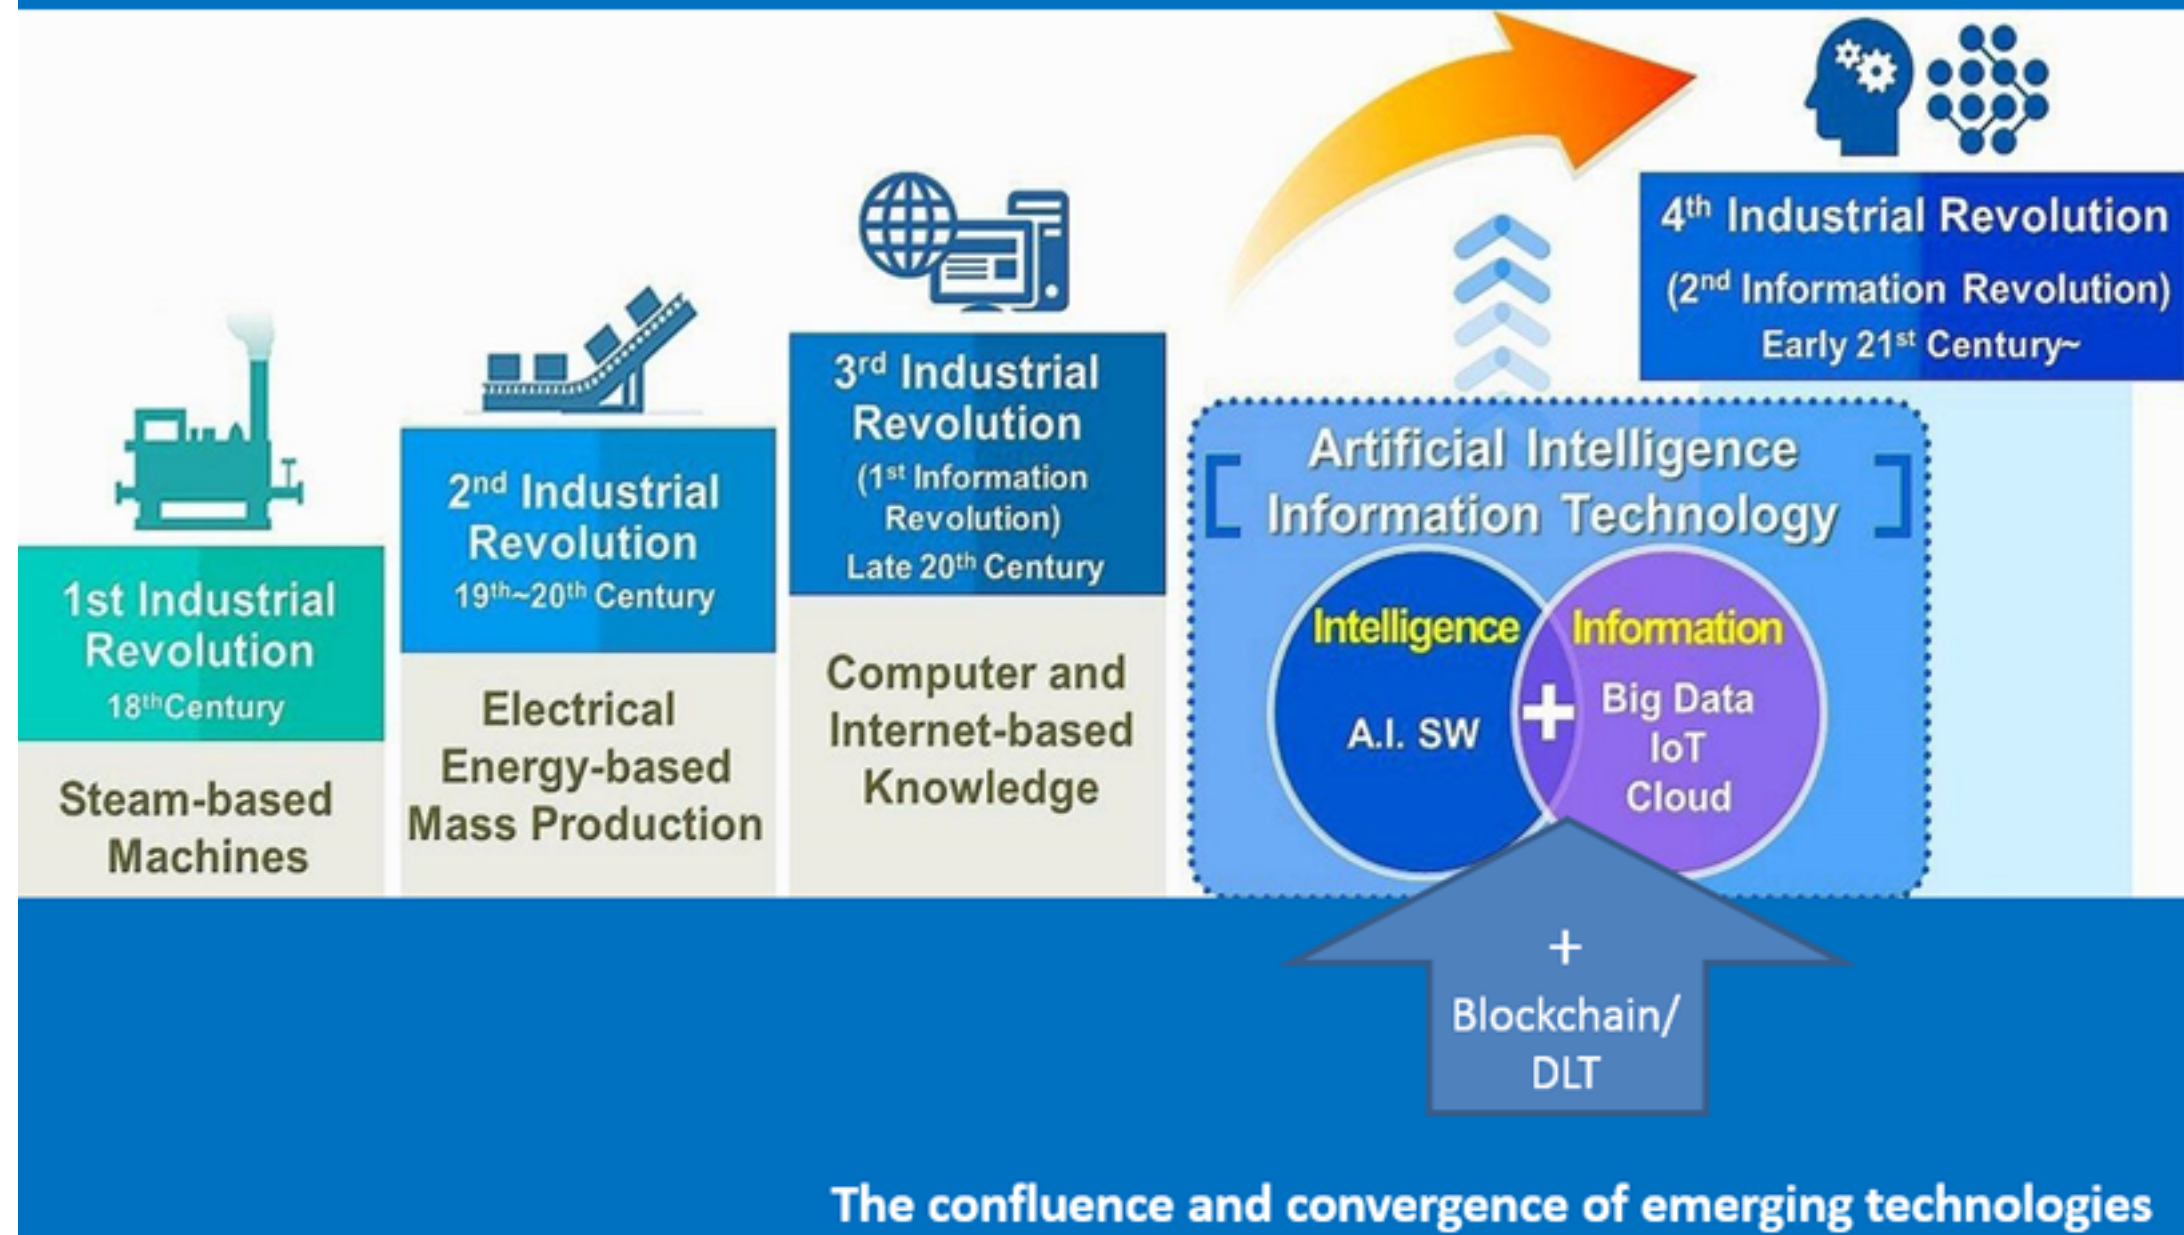 1st Industrial
Revolution
18th Century
Steam-based
Machines
2nd Industrial
Revolution
19th~20th Century
Electrical
Energy-based
Mass Production
3rd Industrial
Revolution
(1st Information
Revolution)
Late 20th Century
Computer and
Internet-based
Knowledge
4th Industrial Revolution
(2nd Information Revolution)
Early 21st Century~
[Artificial Intelligence
Information Technology]
Intelligence
A.I. SW
+
Information
Big Data
IoT
Cloud
+
Blockchain/
DLT
The confluence and convergence of emerging technologies